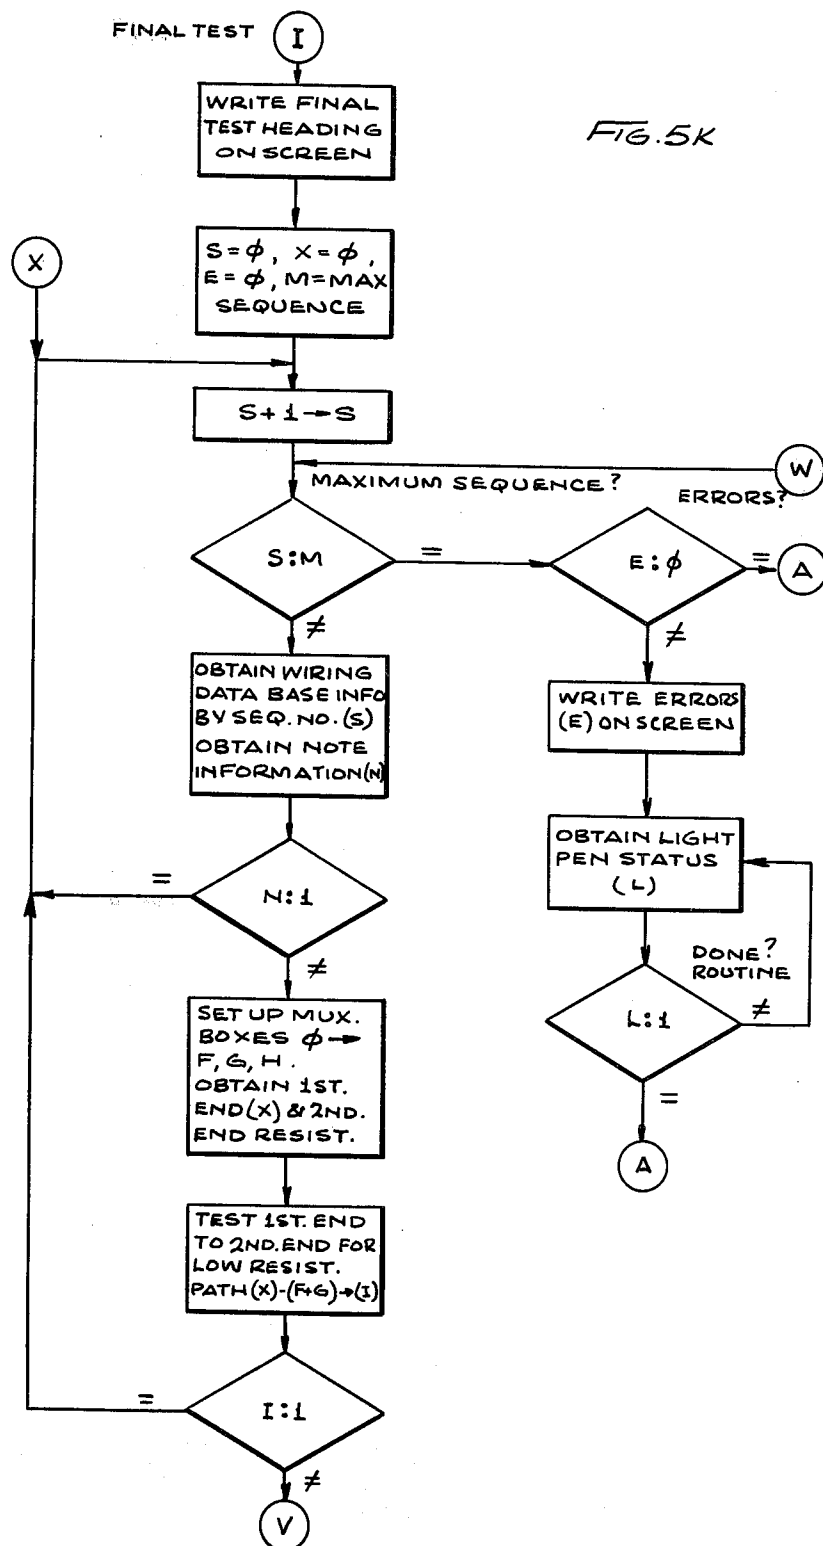 FINAL TEST
I
WRITE FINAL
TEST HEADING
ON SCREEN
FIG. 5K
X
S=ϕ, X=ϕ,
E=ϕ, M=MAX
SEQUENCE
S+1→S
W
MAXIMUM SEQUENCE?
ERRORS?
S:M
=
≠
E:ϕ
=
A
≠
OBTAIN WIRING
DATA BASE INFO
BY SEQ. NO. (S)
OBTAIN NOTE
INFORMATION(N)
WRITE ERRORS
(E) ON SCREEN
OBTAIN LIGHT
PEN STATUS
(L)
N:1
=
≠
DONE?
ROUTINE
L:1
≠
=
A
SET UP MUX.
BOXES ϕ→
F, G, H.
OBTAIN 1ST.
END(X) & 2ND.
END RESIST.
TEST 1ST. END
TO 2ND. END FOR
LOW RESIST.
PATH(X)-(F+G)→(I)
I:1
=
≠
V